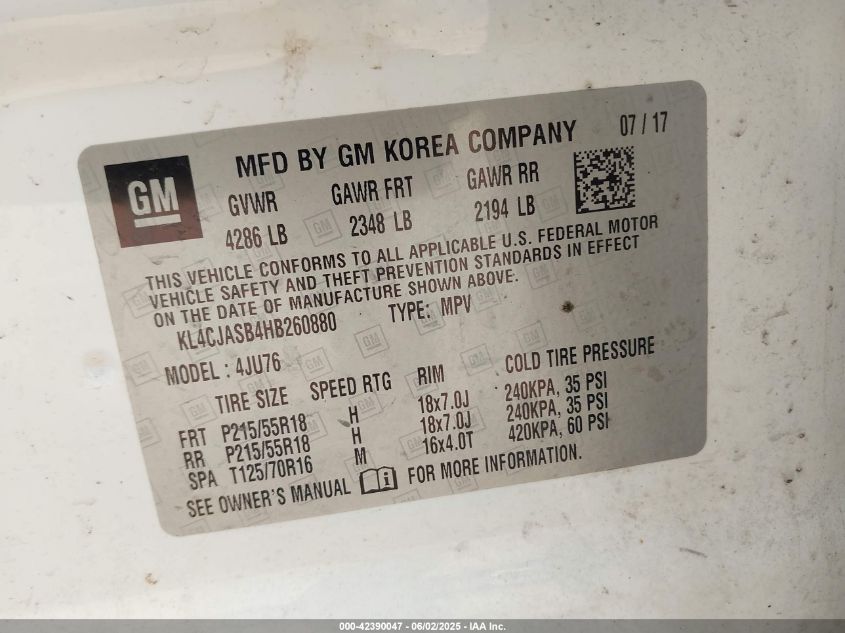 GM
MFD BY GM KOREA COMPANY 07 / 17
GVWR GAWR FRT GAWR RR
4286 LB 2348 LB 2194 LB
THIS VEHICLE CONFORMS TO ALL APPLICABLE U.S. FEDERAL MOTOR
VEHICLE SAFETY AND THEFT PREVENTION STANDARDS IN EFFECT
ON THE DATE OF MANUFACTURE SHOWN ABOVE.
KL4CJASB4HB260880 TYPE: MPV
MODEL : 4JU76
TIRE SIZE SPEED RTG RIM COLD TIRE PRESSURE
FRT P215/55R18 H 18x7.0J 240KPA, 35 PSI
RR P215/55R18 H 18x7.0J 240KPA, 35 PSI
SPA T125/70R16 M 16x4.0T 420KPA, 60 PSI
SEE OWNER'S MANUAL FOR MORE INFORMATION.
000-42390047 - 06/02/2025 - IAA Inc.